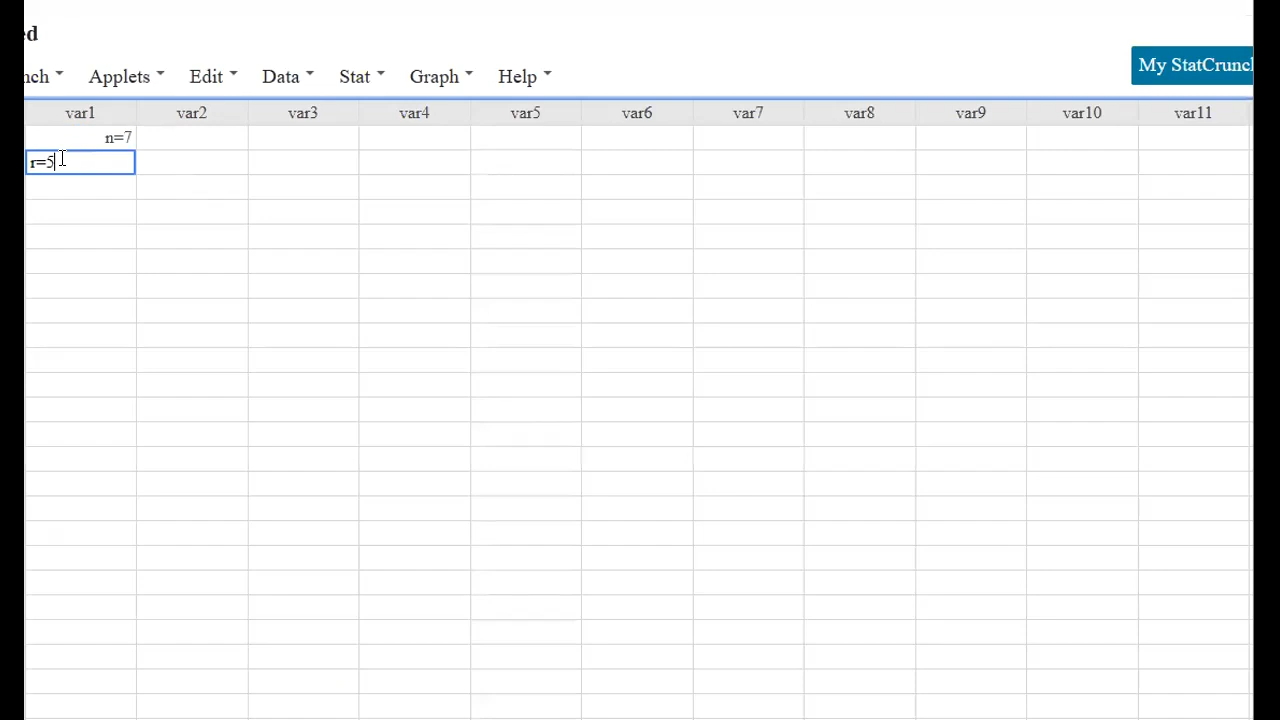 ed
nch Applets Edit Data Stat Graph Help My StatCrunch
var1 var2 var3 var4 var5 var6 var7 var8 var9 var10 var11
n=7
r=5